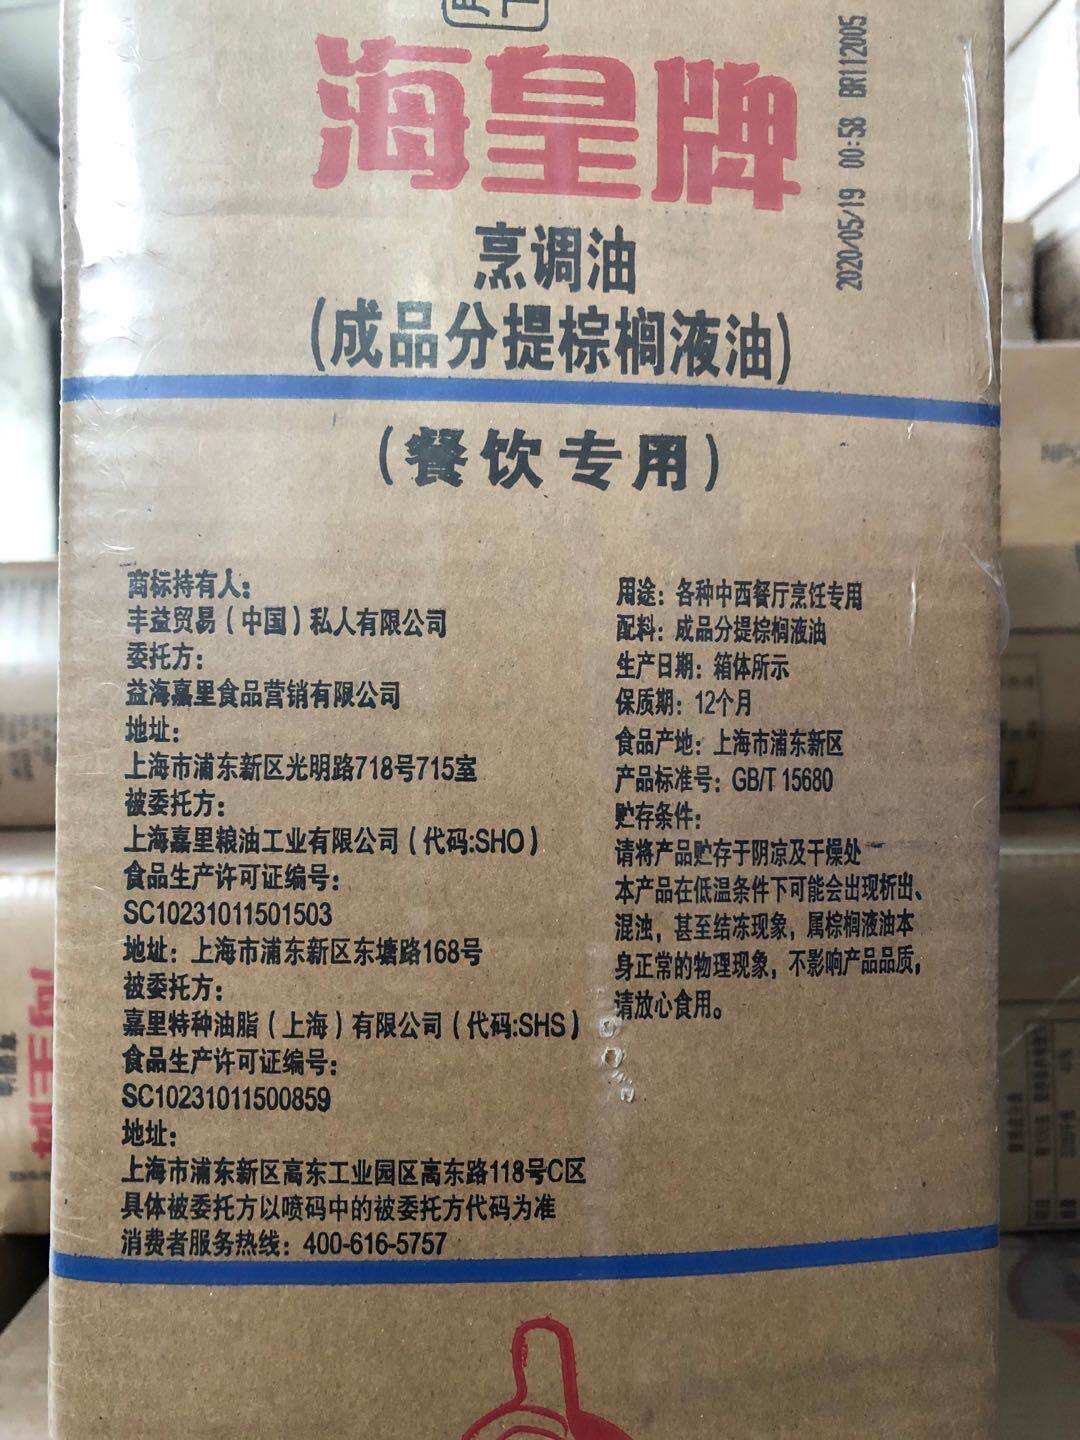 海皇牌
2020/05/19 00:58 BR112005
烹调油
(成品分提棕榈液油)
(餐饮专用)
商标持有人：
丰益贸易(中国)私人有限公司
委托方：
益海嘉里食品营销有限公司
地址：
上海市浦东新区光明路718号715室
被委托方：
上海嘉里粮油工业有限公司(代码:SHO)
食品生产许可证编号：
SC10231011501503
地址：上海市浦东新区东塘路168号
被委托方：
嘉里特种油脂(上海)有限公司(代码:SHS)
食品生产许可证编号：
SC10231011500859
地址：
上海市浦东新区高东工业园区高东路118号C区
具体被委托方以喷码中的被委托方代码为准
消费者服务热线：400-616-5757
用途：各种中西餐厅烹饪专用
配料：成品分提棕榈液油
生产日期：箱体所示
保质期：12个月
食品产地：上海市浦东新区
产品标准号：GB/T 15680
贮存条件：
请将产品贮存于阴凉及干燥处
本产品在低温条件下可能会出现析出、
混浊，甚至结冻现象，属棕榈液油本
身正常的物理现象，不影响产品品质，
请放心食用。